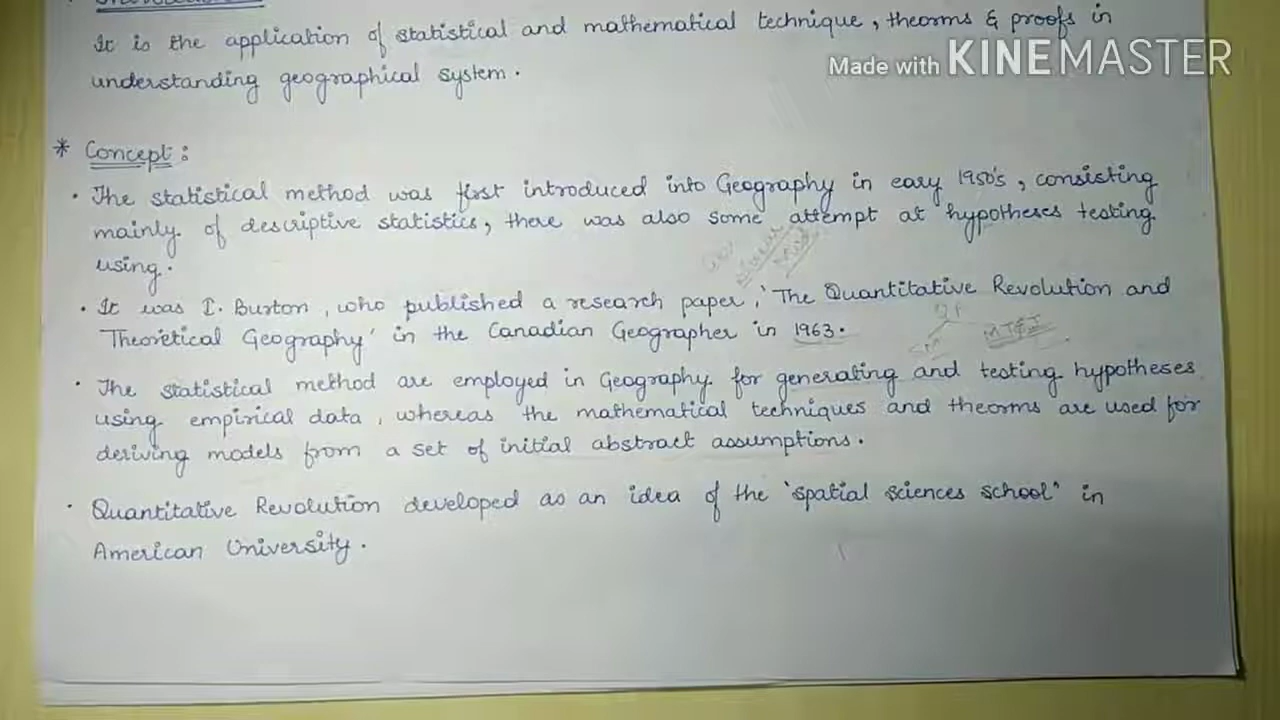 It is the application of statistical and mathematical technique, theorms & proofs in
Made with KINEMASTER
understanding geographical system.
* Concept :
· The statistical method was first introduced into Geography in eary 1950's, consisting
mainly of descriptive statistics, there was also some attempt at hypotheses testing
using.
· It was I. Burton, who published a research paper, 'The Quantitative Revolution and
Theoretical Geography' in the Canadian Geographer in 1963.
· The statistical method are employed in Geography for generating and testing hypotheses
using empirical data, whereas the mathematical techniques and theorms are used for
deriving models from a set of initial abstract assumptions.
· Quantitative Revolution developed as an idea of the 'spatial sciences school' in
American University.